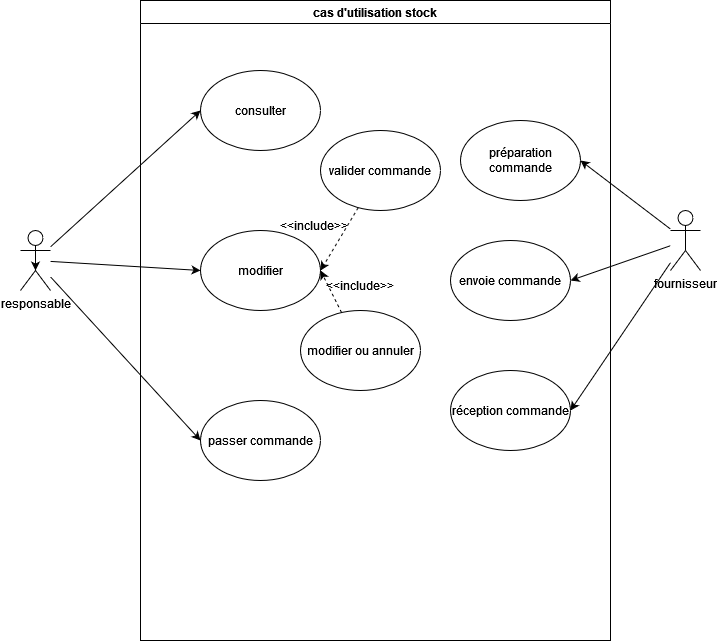 cas d'utilisation stock
consulter
valider commande
préparation
commande
<<include>>
modifier
envoie commande
fournisseur
<<include>>
responsable
modifier ou annuler
passer commande
réception commande